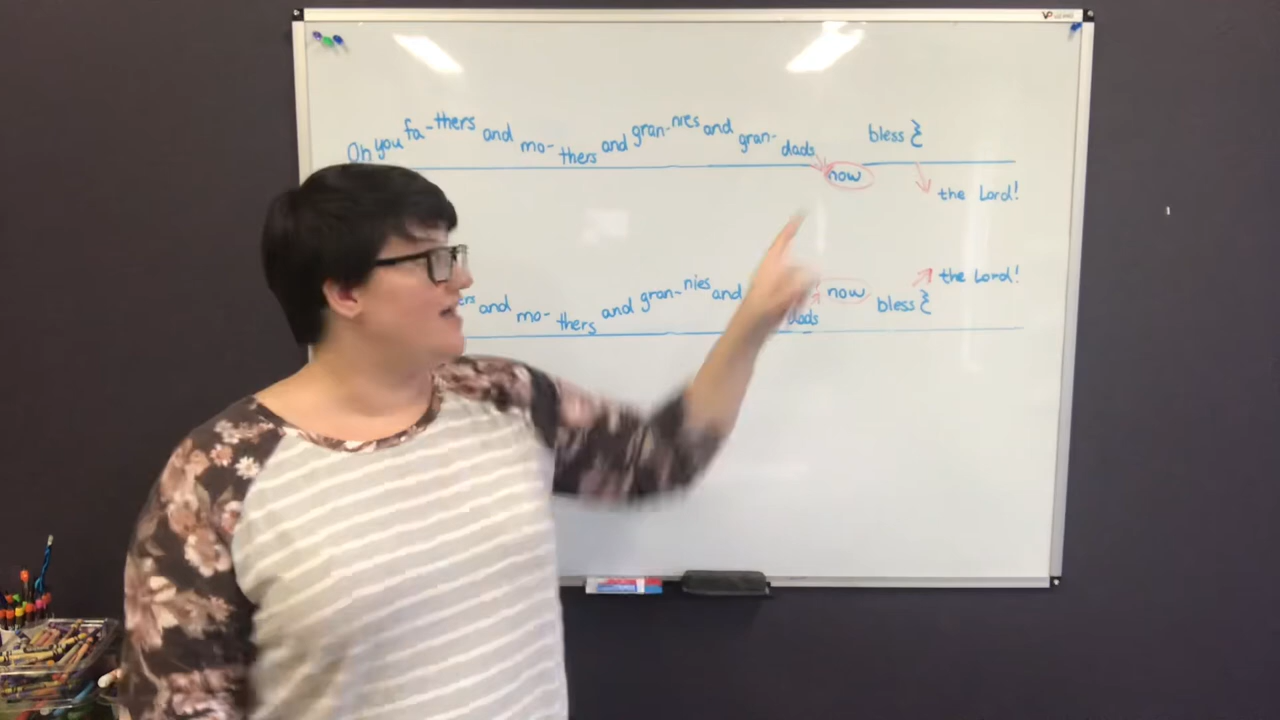 Oh you fa-thers and mo-thers and gran-nies and gran-dads now bless the Lord!
ers and mo-thers and gran-nies and dads now bless the Lord!